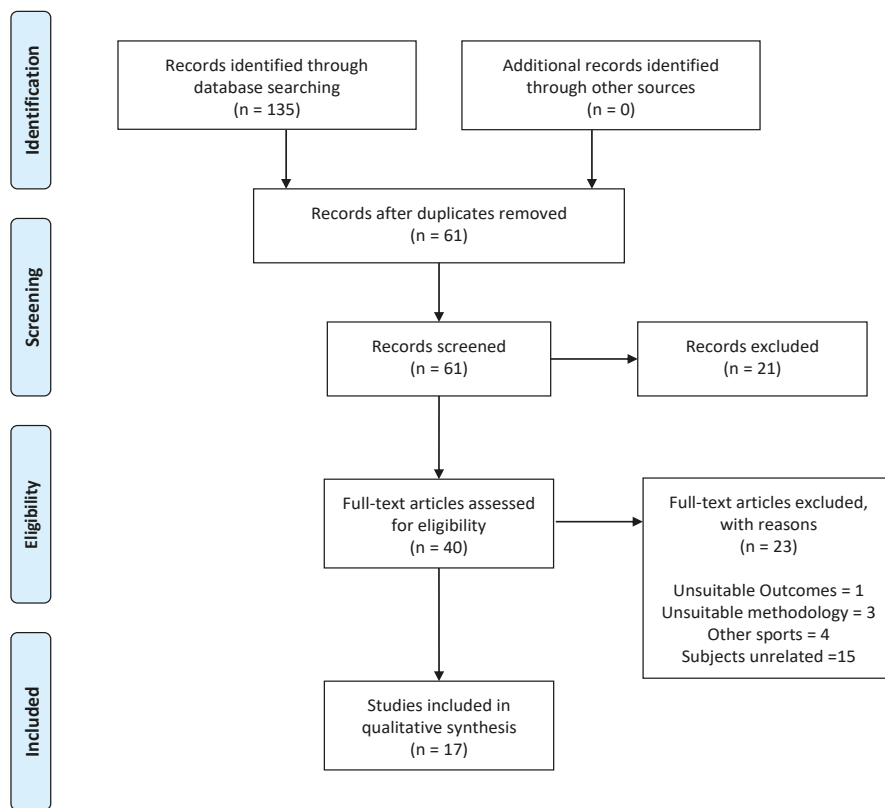 Identification
Records identified through
database searching
(n = 135)
Additional records identified
through other sources
(n = 0)
Records after duplicates removed
(n = 61)
Screening
Records screened
(n = 61)
Records excluded
(n = 21)
Eligibility
Full-text articles assessed
for eligibility
(n = 40)
Full-text articles excluded,
with reasons
(n = 23)
Unsuitable Outcomes = 1
Unsuitable methodology = 3
Other sports = 4
Subjects unrelated =15
Included
Studies included in
qualitative synthesis
(n = 17)